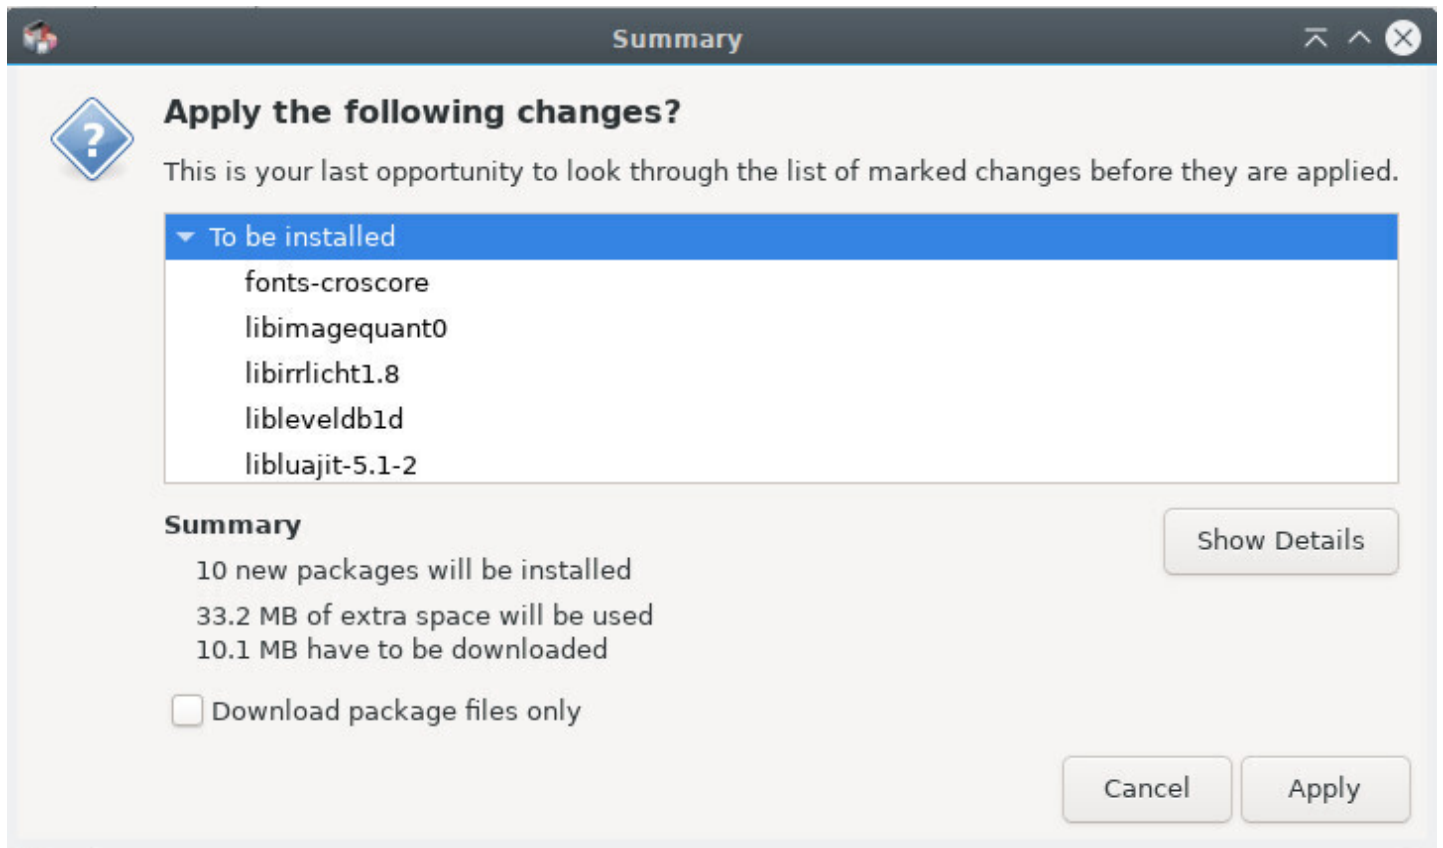 Summary
Apply the following changes?
This is your last opportunity to look through the list of marked changes before they are applied.
To be installed
fonts-croscore
libimagequant0
libirrlicht1.8
libleveldb1d
libluajit-5.1-2
Summary
Show Details
10 new packages will be installed
33.2 MB of extra space will be used
10.1 MB have to be downloaded
Download package files only
Cancel
Apply